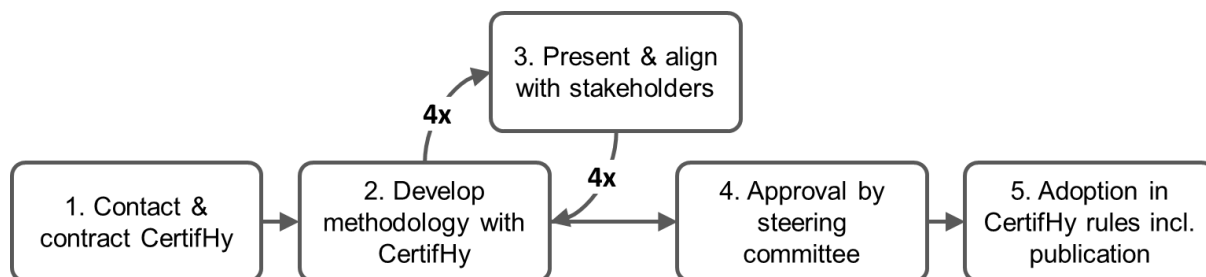 1. Contact &
contract CertifHy
2. Develop
methodology with
CertifHy
4x
3. Present & align
with stakeholders
4x
4. Approval by
steering
committee
5. Adoption in
CertifHy rules incl.
publication